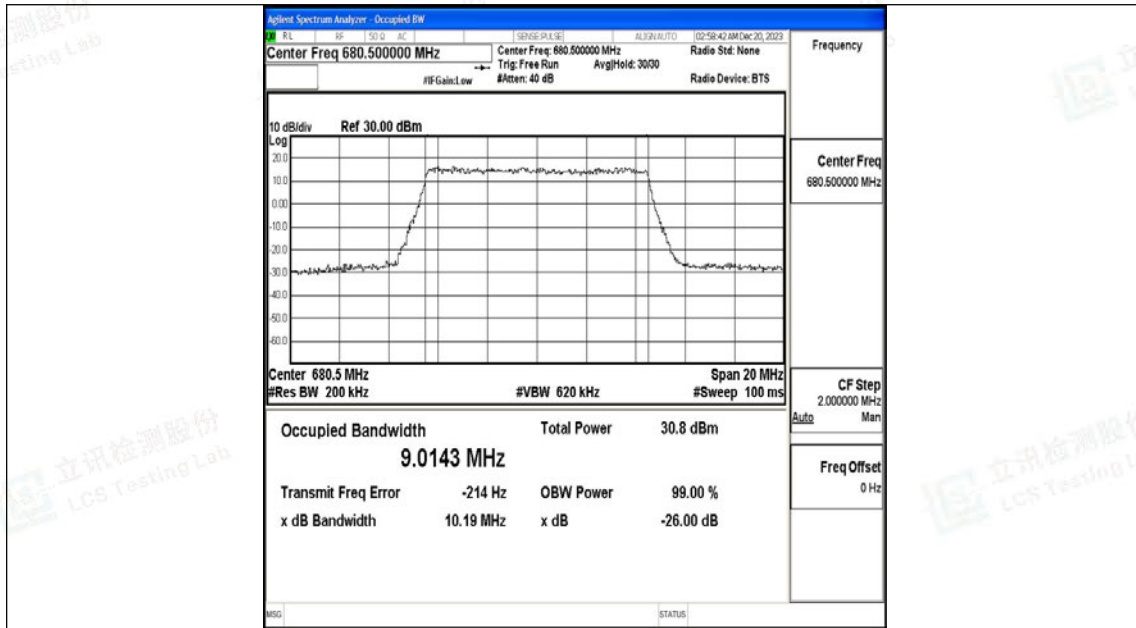 Agilent Spectrum Analyzer - Occupied BW
RL RF 50 Ω AC SENSE:PULSE ALIGNAUTO 02:58:42 AM Dec 20, 2023
Center Freq 680.500000 MHz
Center Freq: 680.500000 MHz
Radio Std: None
Trig: Free Run Avg|Hold: 30/30
#IFGain:Low
#Atten: 40 dB
Radio Device: BTS
10 dB/div Ref 30.00 dBm
Log
20.0
10.0
0.00
-10.0
-20.0
-30.0
-40.0
-50.0
-60.0
Center 680.5 MHz Span 20 MHz
#Res BW 200 kHz #VBW 620 kHz #Sweep 100 ms
Occupied Bandwidth Total Power 30.8 dBm
9.0143 MHz
Transmit Freq Error -214 Hz OBW Power 99.00 %
x dB Bandwidth 10.19 MHz x dB -26.00 dB
MSG STATUS
Frequency
Center Freq
680.500000 MHz
CF Step
2.000000 MHz
Auto Man
Freq Offset
0 Hz
立讯检测股份
LCS Testing Lab
立讯检测股份
LCS Testing L
测股份
esting Lab
立